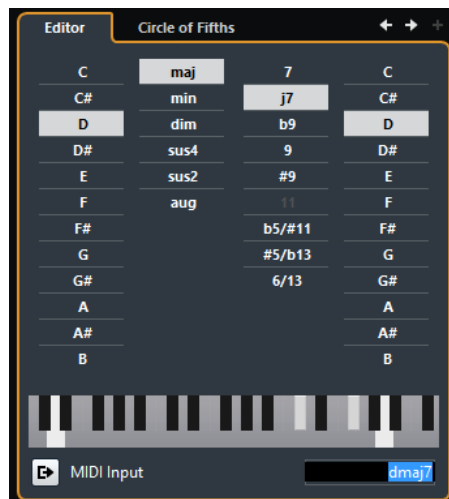 Editor Circle of Fifths
C maj 7 C
C# min j7 C#
D dim b9 D
D# sus4 9 D#
E sus2 #9 E
F aug 11 F
F# b5/#11 F#
G #5/b13 G
G# 6/13 G#
A A
A# A#
B B
MIDI Input dmaj7